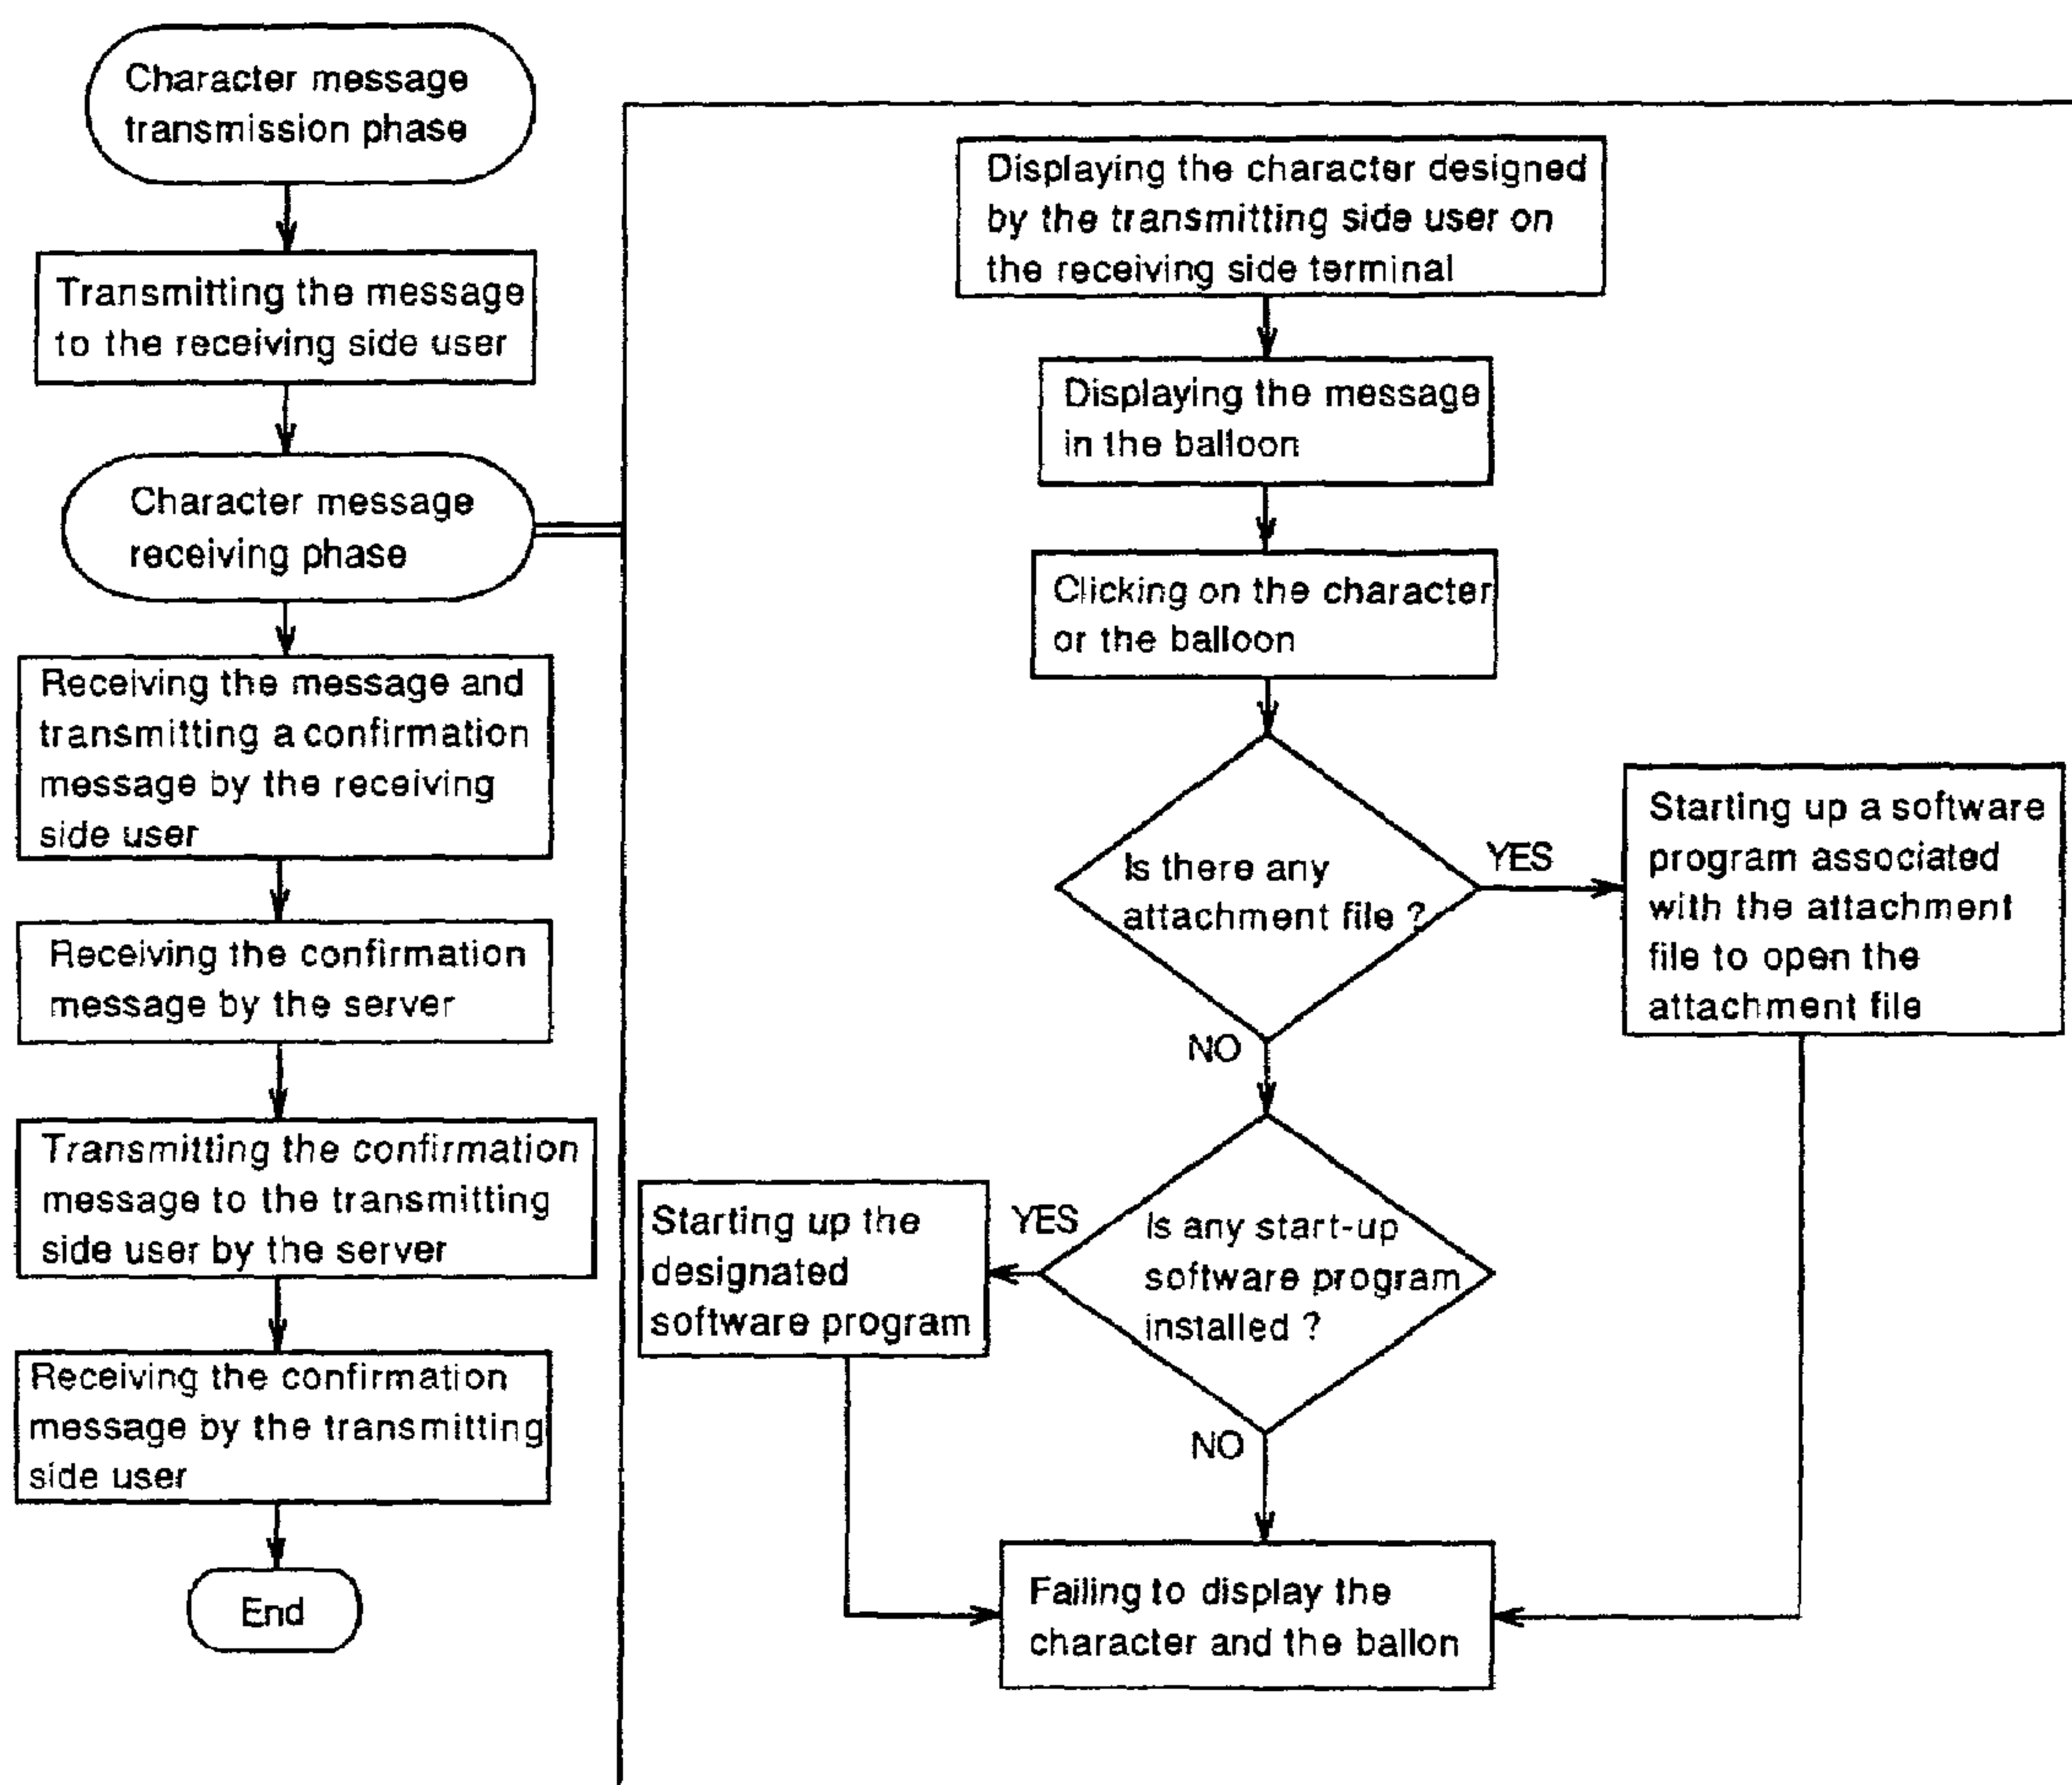 Character message
transmission phase
Transmitting the message
to the receiving side user
Character message
receiving phase
Receiving the message and
transmitting a confirmation
message by the receiving
side user
Receiving the confirmation
message by the server
Transmitting the confirmation
message to the transmitting
side user by the server
Receiving the confirmation
message by the transmitting
side user
End
Displaying the character designed
by the transmitting side user on
the receiving side terminal
Displaying the message
in the balloon
Clicking on the character
or the balloon
Is there any
attachment file ?
YES
Starting up a software
program associated
with the attachment
file to open the
attachment file
NO
Is any start-up
software program
installed ?
YES
Starting up the
designated
software program
NO
Failing to display the
character and the ballon